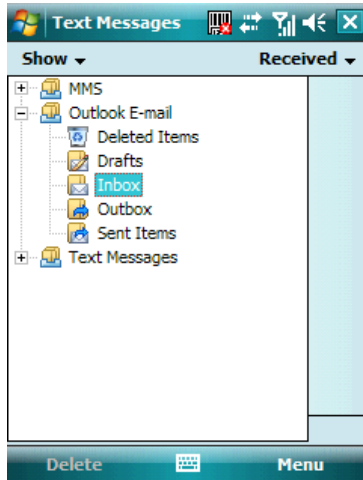 Text Messages
Show Received
MMS
Outlook E-mail
Deleted Items
Drafts
Inbox
Outbox
Sent Items
Text Messages
Delete Menu